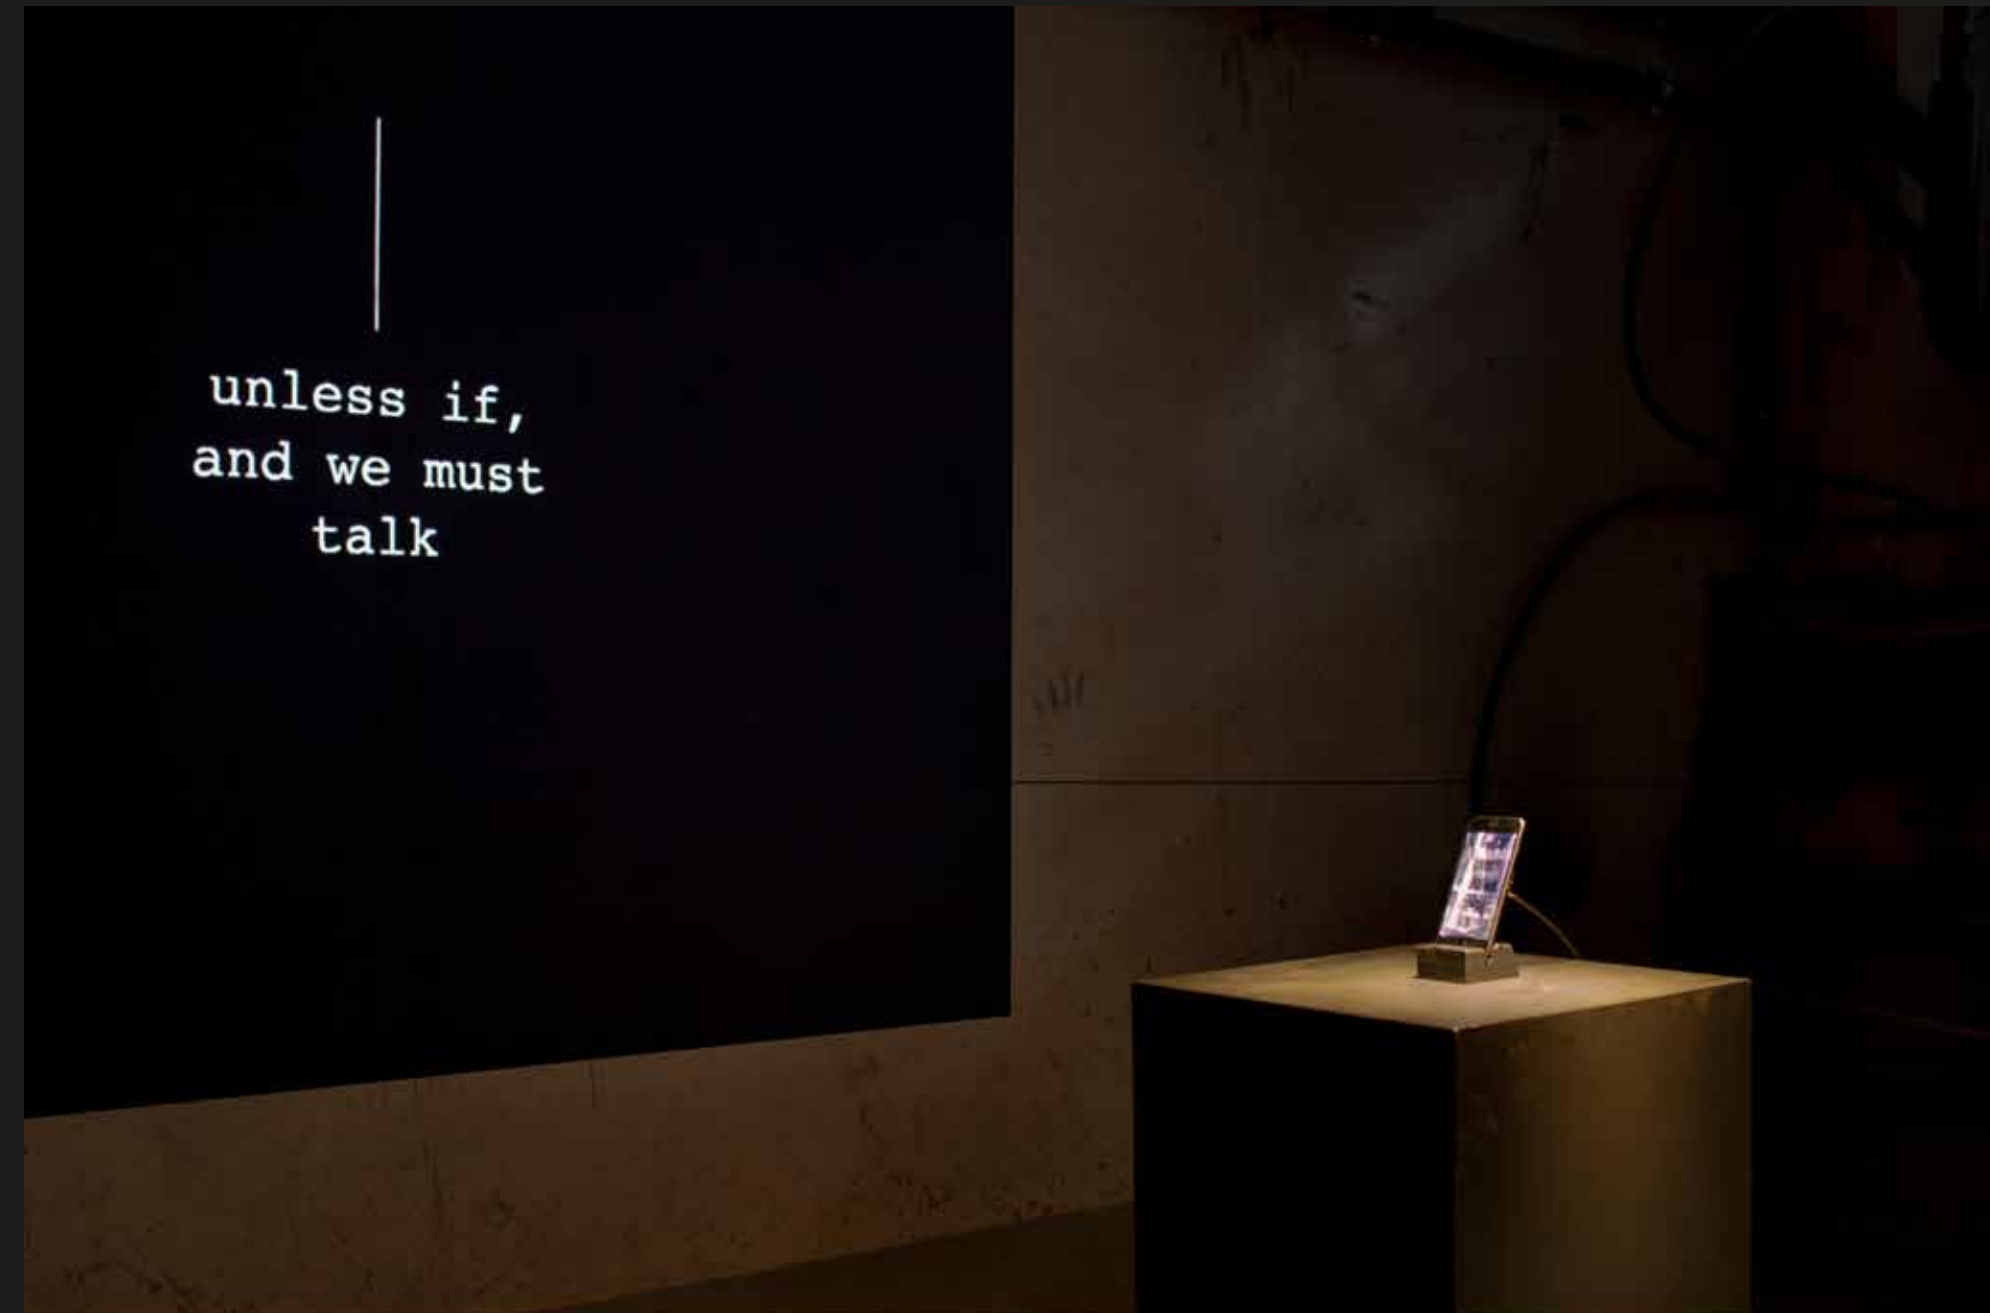 unless if,
and we must
talk